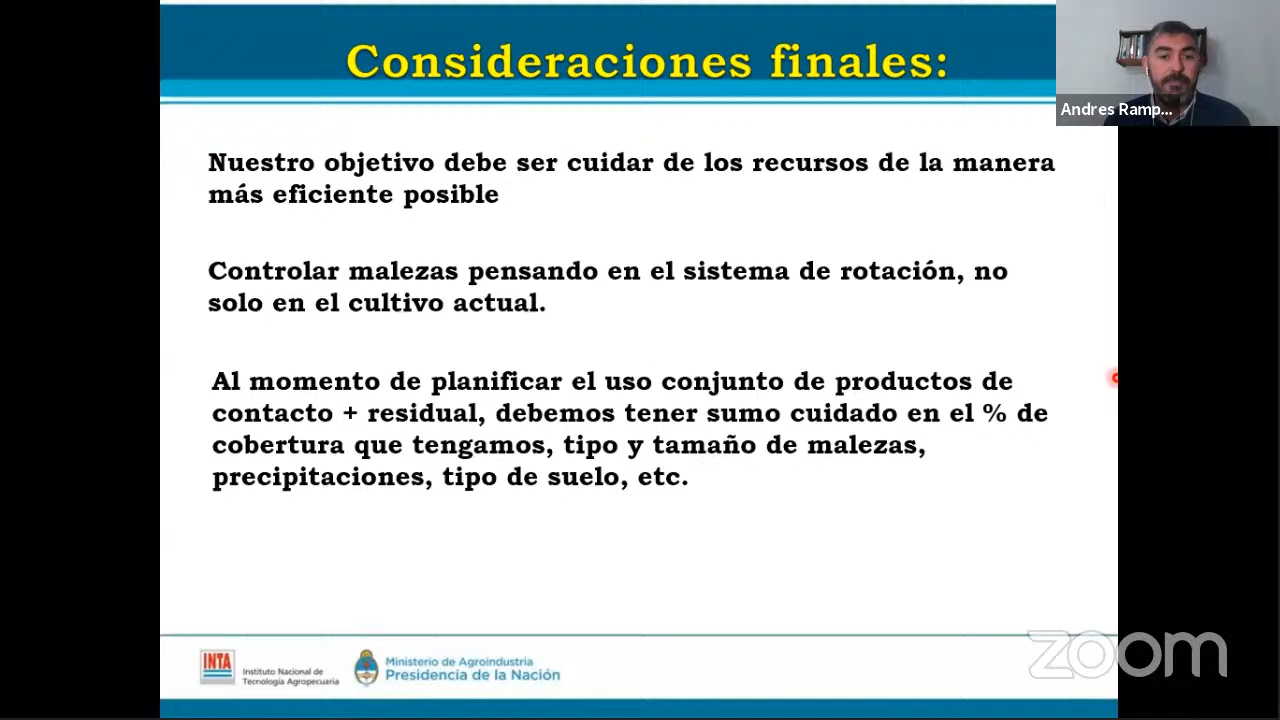 Consideraciones finales:
Andres Ramp...
Nuestro objetivo debe ser cuidar de los recursos de la manera
más eficiente posible
Controlar malezas pensando en el sistema de rotación, no
solo en el cultivo actual.
Al momento de planificar el uso conjunto de productos de
contacto + residual, debemos tener sumo cuidado en el % de
cobertura que tengamos, tipo y tamaño de malezas,
precipitaciones, tipo de suelo, etc.
INTA
Instituto Nacional de
Tecnología Agropecuaria
Ministerio de Agroindustria
Presidencia de la Nación
zoom